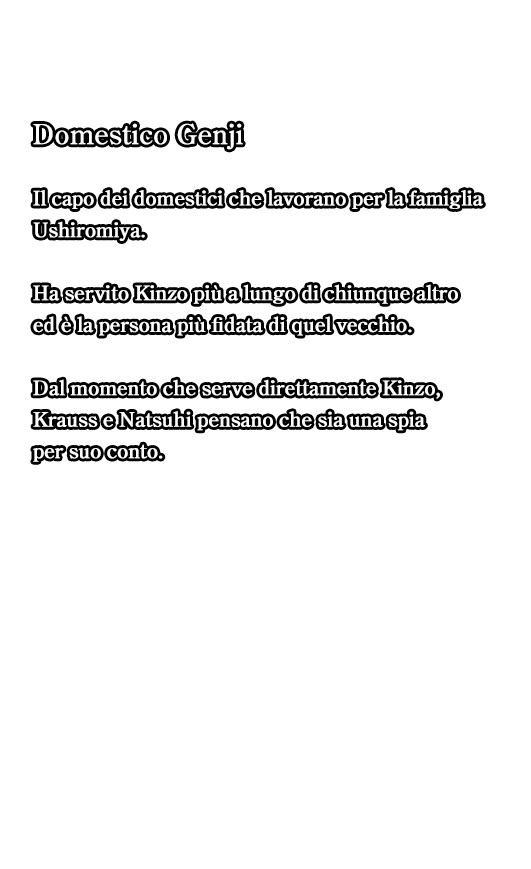 Domestico Genji
Il capo dei domestici che lavorano per la famiglia
Ushiromiya.
Ha servito Kinzo più a lungo di chiunque altro
ed è la persona più fidata di quel vecchio.
Dal momento che serve direttamente Kinzo,
Krauss e Natsuhi pensano che sia una spia
per suo conto.